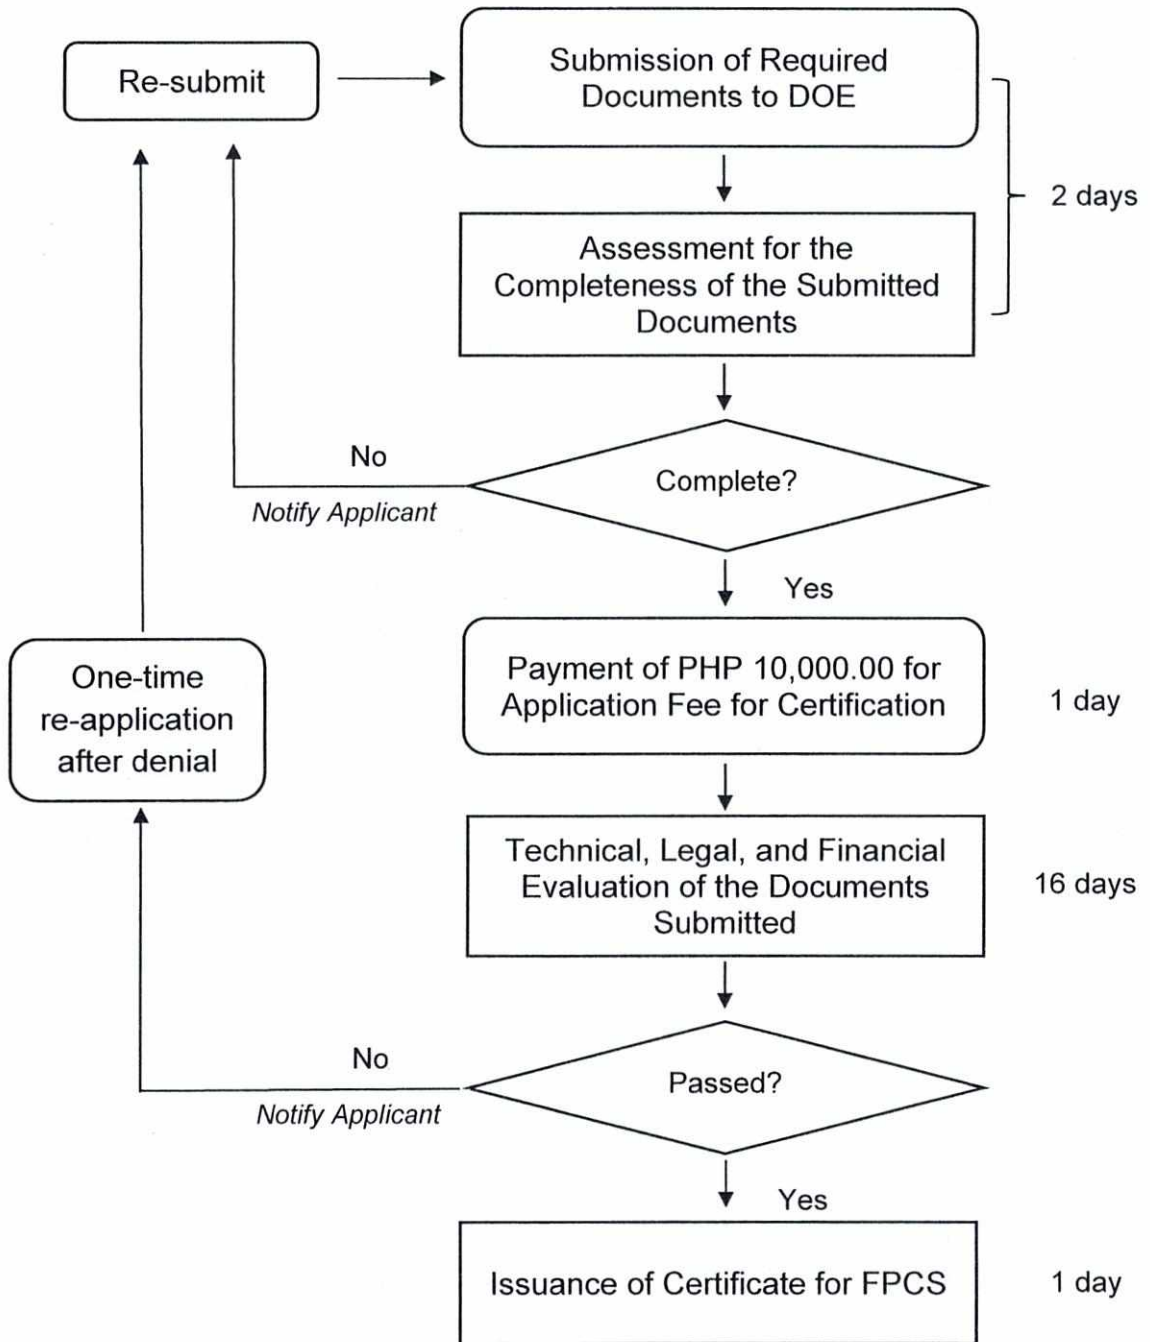 Re-submit
Submission of Required
Documents to DOE
2 days
Assessment for the
Completeness of the Submitted
Documents
No
Complete?
Notify Applicant
Yes
One-time
re-application
after denial
Payment of PHP 10,000.00 for
Application Fee for Certification
1 day
Technical, Legal, and Financial
Evaluation of the Documents
Submitted
16 days
No
Passed?
Notify Applicant
Yes
Issuance of Certificate for FPCS
1 day